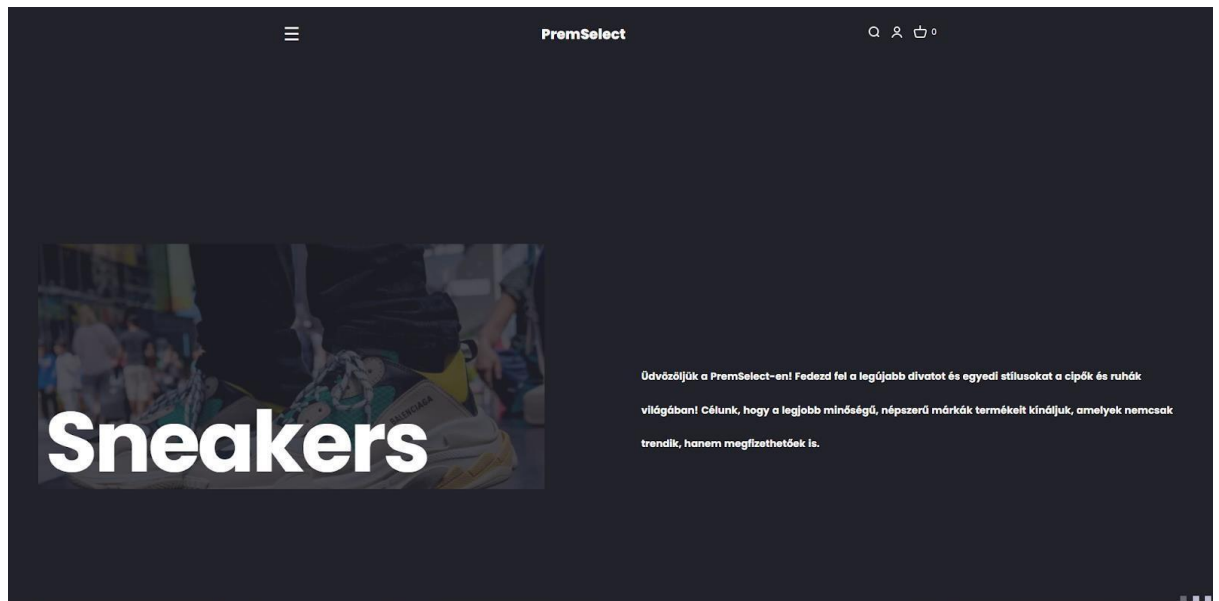 PremSelect
0
BALENCIAGA
Sneakers
Üdvözöljük a PremSelect-en! Fedezd fel a legújabb divatot és egyedi stílusokat a cipők és ruhák
világában! Célunk, hogy a legjobb minőségű, népszerű márkák termékeit kínáljuk, amelyek nemcsak
trendik, hanem megfizethetőek is.